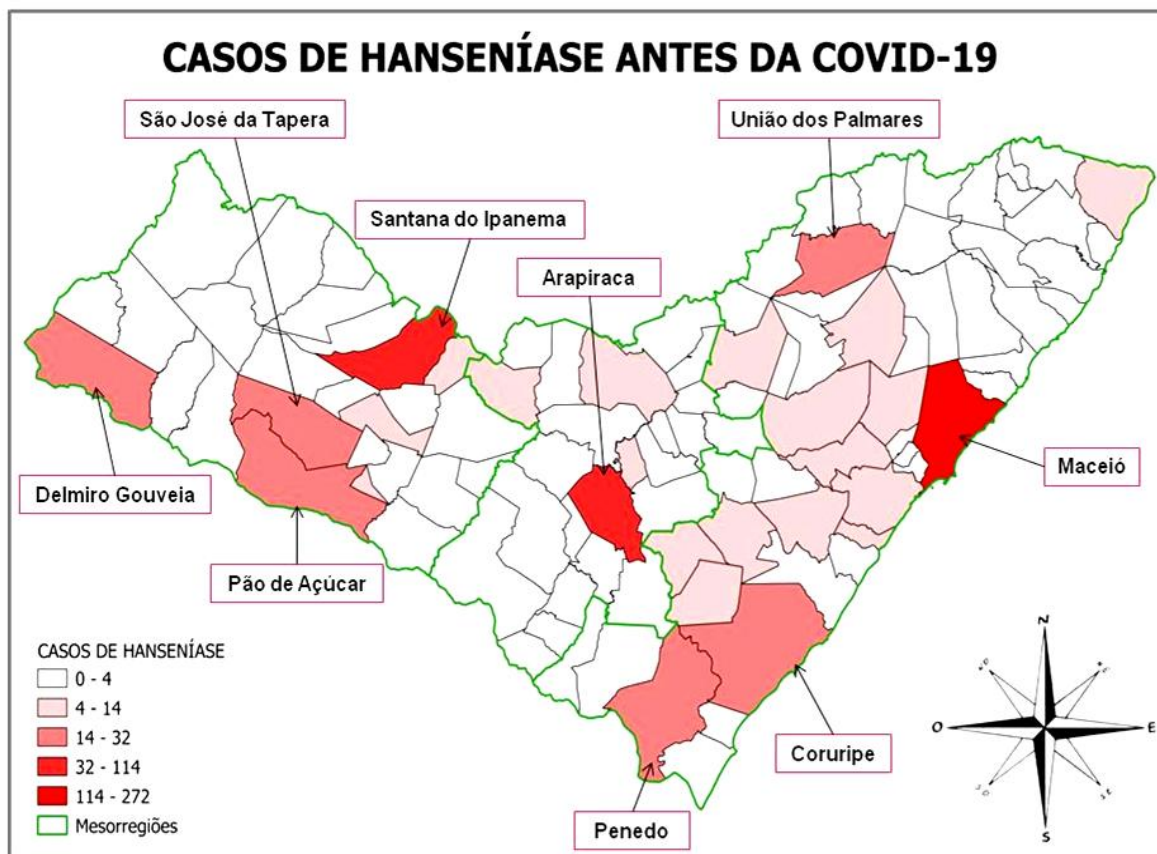 CASOS DE HANSENÍASE ANTES DA COVID-19
São José da Tapera
União dos Palmares
Santana do Ipanema
Arapiraca
Maceió
Delmiro Gouveia
Pão de Açúcar
Coruripe
Penedo
CASOS DE HANSENÍASE
0 - 4
4 - 14
14 - 32
32 - 114
114 - 272
Mesorregiões
N
O
E
S